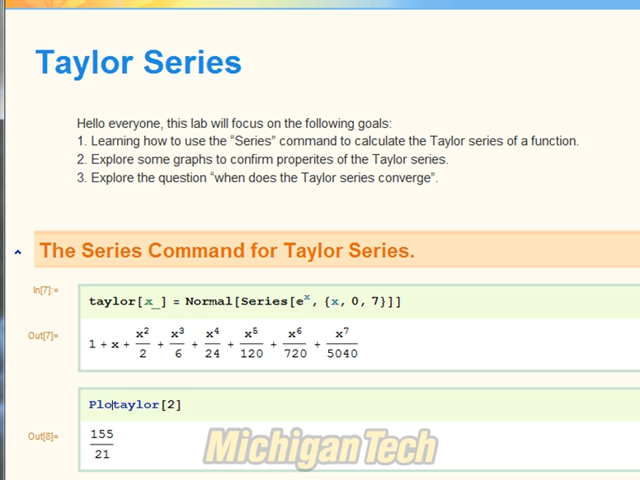 Taylor Series
Hello everyone, this lab will focus on the following goals:
1. Learning how to use the “Series” command to calculate the Taylor series of a function.
2. Explore some graphs to confirm properites of the Taylor series.
3. Explore the question “when does the Taylor series converge”.
The Series Command for Taylor Series.
In[7]:= taylor[x_] = Normal[Series[e^x, {x, 0, 7}]]
Out[7]= 1 + x + x^2/2 + x^3/6 + x^4/24 + x^5/120 + x^6/720 + x^7/5040
Plotaylor[2]
Out[8]= 155/21
Michigan Tech